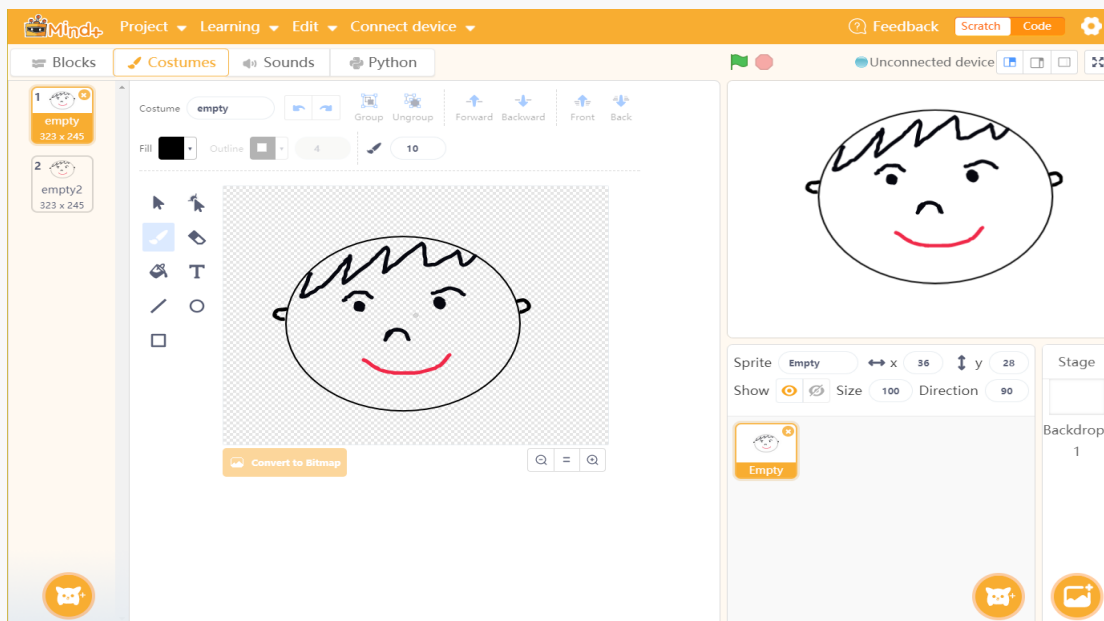 Mind+ Project Learning Edit Connect device Feedback Scratch Code
Blocks Costumes Sounds Python Unconnected device
1
empty
323 x 245
2
empty2
323 x 245
Costume empty Group Ungroup Forward Backward Front Back
Fill Outline 4 10
T
Convert to Bitmap
Sprite Empty x 36 y 28
Show Size 100 Direction 90
Empty
Stage
Backdrop
1